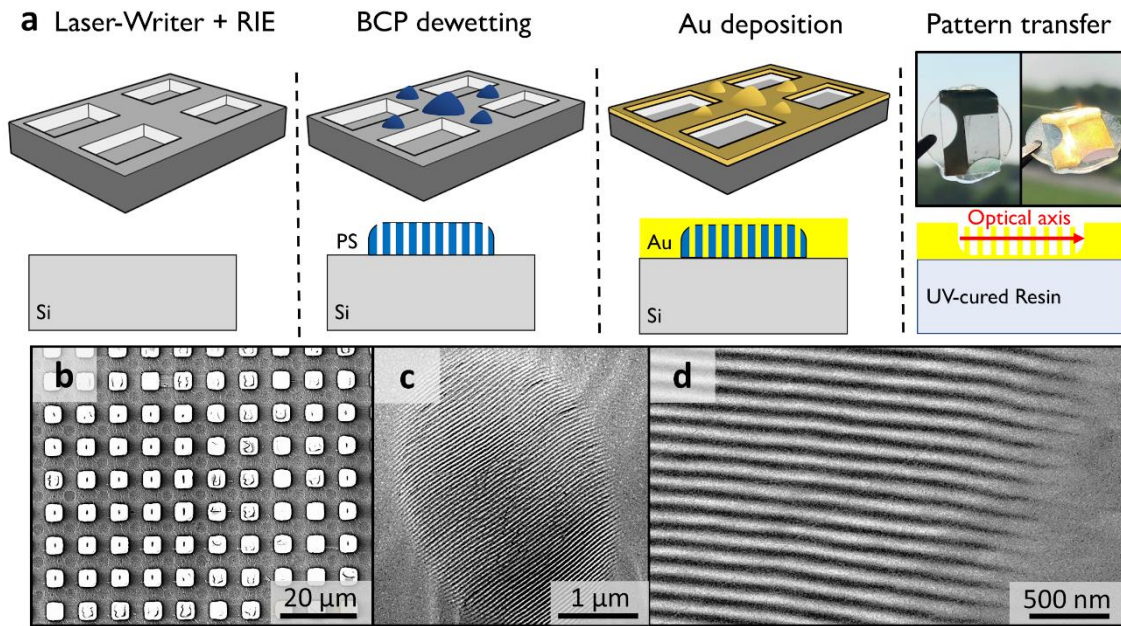 a
Laser-Writer + RIE
BCP dewetting
Au deposition
Pattern transfer
Si
PS
Si
Au
Si
Optical axis
UV-cured Resin
b
20 µm
c
1 µm
d
500 nm